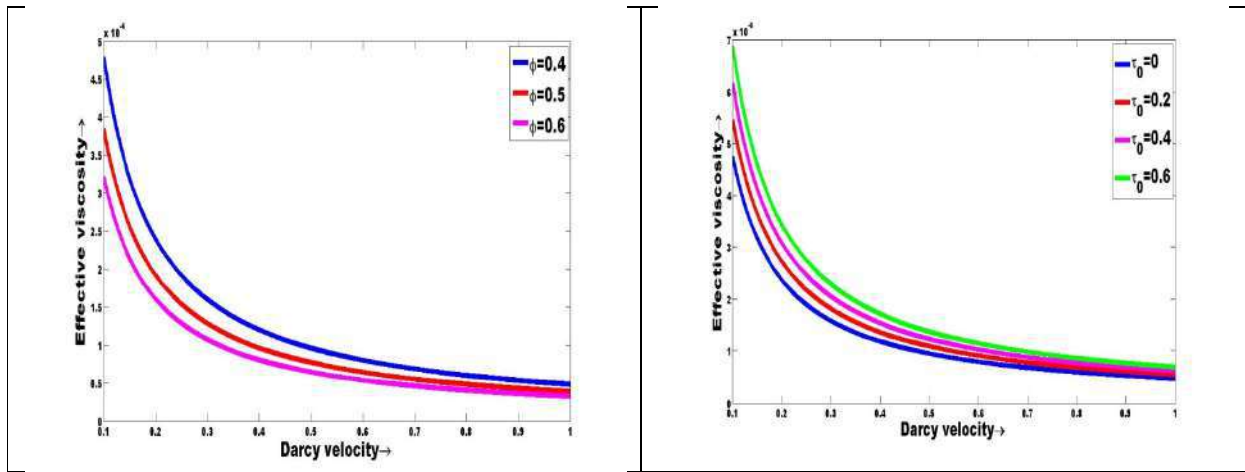 x 10⁻⁴
5
4.5
4
3.5
3
2.5
2
1.5
1
0.5
0
Effective viscosity→
0.1 0.2 0.3 0.4 0.5 0.6 0.7 0.8 0.9 1
Darcy velocity→
ϕ=0.4
ϕ=0.5
ϕ=0.6
7
6
5
4
3
2
1
0
Effective viscosity→
0.1 0.2 0.3 0.4 0.5 0.6 0.7 0.8 0.9 1
Darcy velocity→
τ₀=0
τ₀=0.2
τ₀=0.4
τ₀=0.6